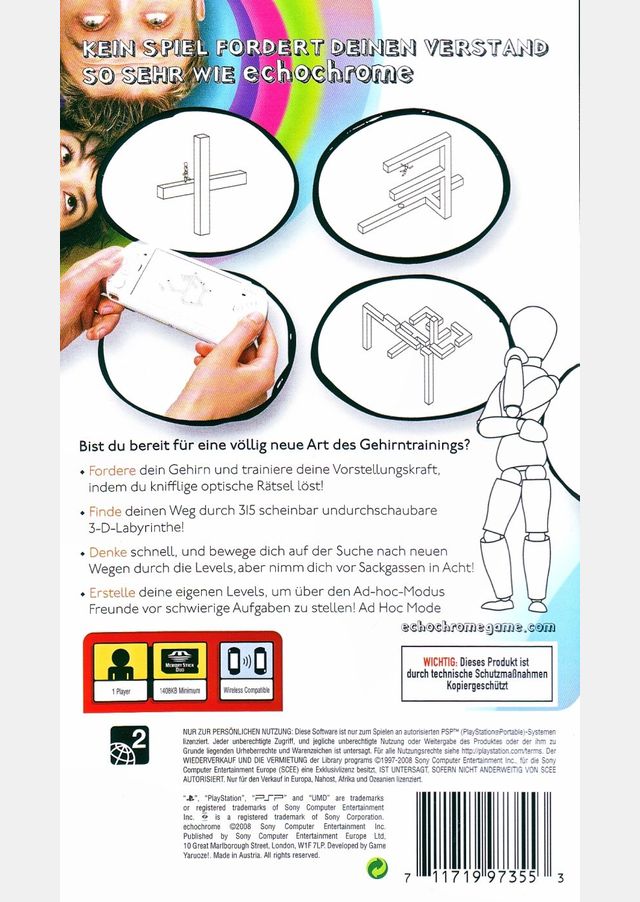 KEIN SPIEL FORDERT DEINEN VERSTAND
SO SEHR WIE echochrome
Bist du bereit für eine völlig neue Art des Gehirntrainings?
• Fordere dein Gehirn und trainiere deine Vorstellungskraft,
indem du knifflige optische Rätsel löst!
• Finde deinen Weg durch 315 scheinbar undurchschaubare
3-D-Labyrinthe!
• Denke schnell, und bewege dich auf der Suche nach neuen
Wegen durch die Levels, aber nimm dich vor Sackgassen in Acht!
• Erstelle deine eigenen Levels, um über den Ad-hoc-Modus
Freunde vor schwierige Aufgaben zu stellen! Ad Hoc Mode
echochromegame.com
1 Player
MEMORY STICK
DUO
1408KB Minimum
Wireless Compatible
WICHTIG: Dieses Produkt ist
durch technische Schutzmaßnahmen
Kopiergeschützt
2
NUR ZUR PERSÖNLICHEN NUTZUNG: Diese Software ist nur zum Spielen an autorisierten PSP™ (PlayStation®Portable)-Systemen
lizenziert. Jeder unberechtigte Zugriff, und jegliche unberechtigte Nutzung oder Weitergabe des Produktes oder der ihm zu
Grunde liegenden Urheberrechte und Warenzeichen ist untersagt. Für alle Nutzungsrechte siehe http://playstation.com/terms. Der
WIEDERVERKAUF UND DIE VERMIETUNG der Library programs ©1997-2008 Sony Computer Entertainment Inc., für die Sony
Computer Entertainment Europe (SCEE) eine Exklusivlizenz besitzt, IST UNTERSAGT, SOFERN NICHT ANDERWEITIG VON SCEE
AUTORISIERT. Nur für den Verkauf in Europa, Nahost, Afrika und Ozeanien lizenziert.
" ", "PlayStation", "PSP" and "UMD" are trademarks
or registered trademarks of Sony Computer Entertainment
Inc. is a registered trademark of Sony Corporation.
echochrome ©2008 Sony Computer Entertainment Inc.
Published by Sony Computer Entertainment Europe Ltd,
10 Great Marlborough Street, London, W1F 7LP. Developed by Game
Yarouze!. Made in Austria. All rights reserved.
7 11719 97355 3